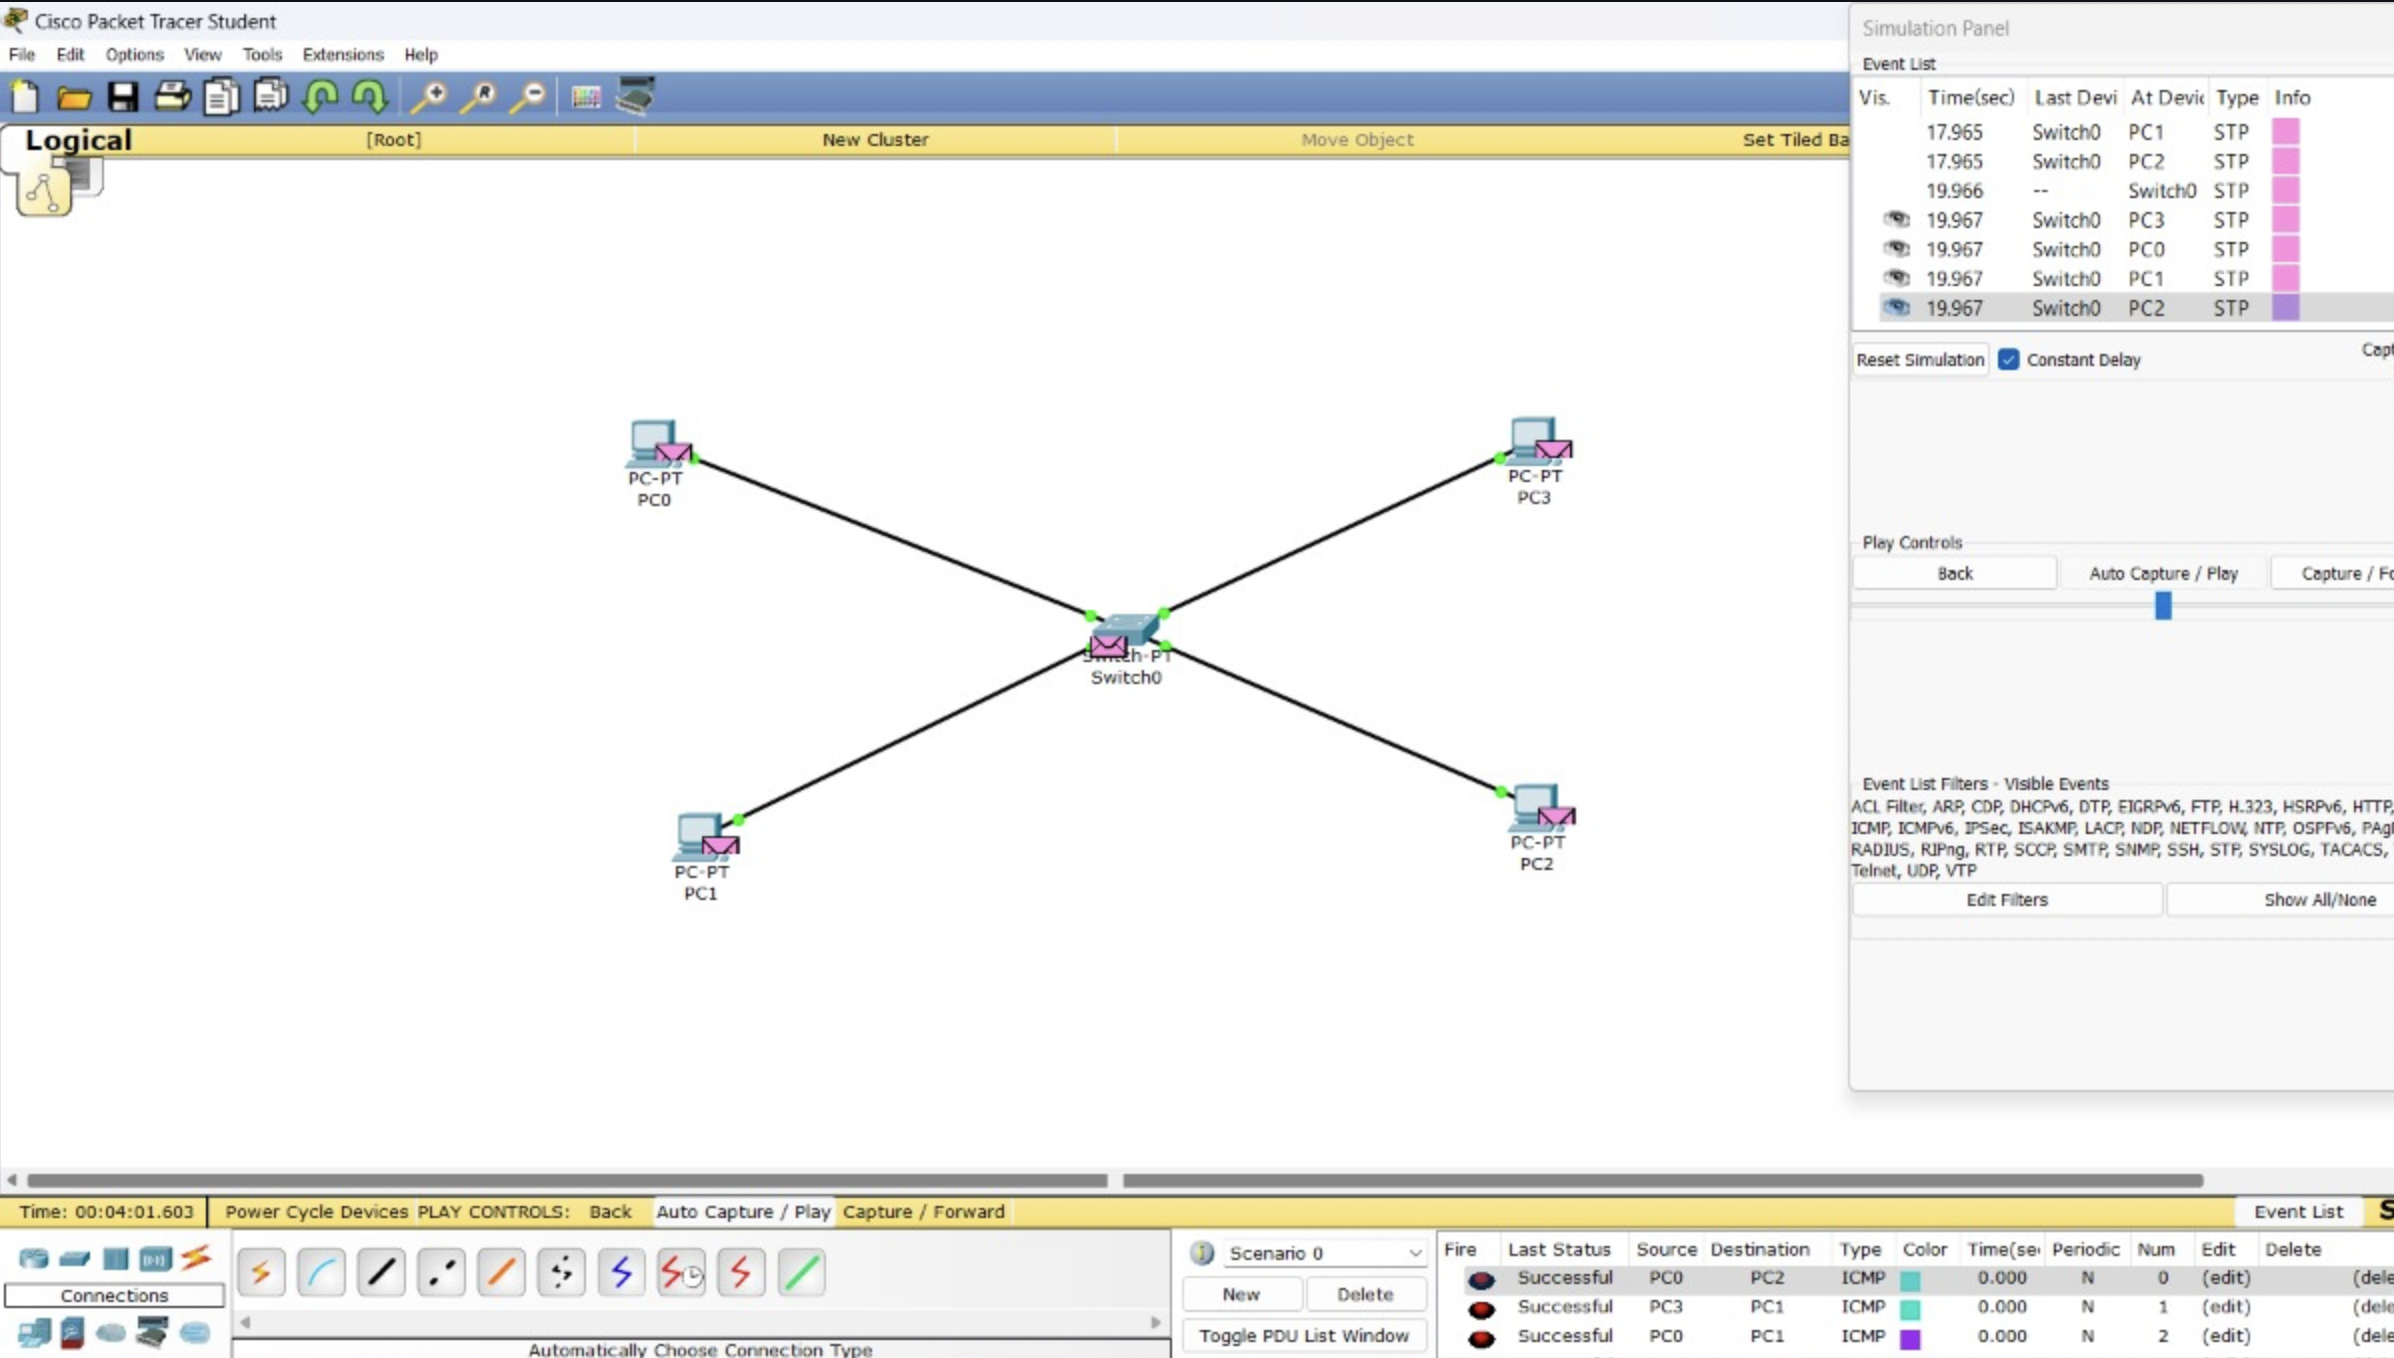 Cisco Packet Tracer Student
File Edit Options View Tools Extensions Help
Logical [Root] New Cluster Move Object Set Tiled Ba
Simulation Panel
Event List
Vis. Time(sec) Last Devi At Devic Type Info
17.965 Switch0 PC1 STP
17.965 Switch0 PC2 STP
19.966 -- Switch0 STP
19.967 Switch0 PC3 STP
19.967 Switch0 PC0 STP
19.967 Switch0 PC1 STP
19.967 Switch0 PC2 STP
Reset Simulation Constant Delay Capt
Play Controls
Back Auto Capture / Play Capture / Fo
Event List Filters - Visible Events
ACL Filter, ARP, CDP, DHCPv6, DTP, EIGRPv6, FTP, H.323, HSRPv6, HTTP,
ICMP, ICMPv6, IPSec, ISAKMP, LACP, NDP, NETFLOW, NTP, OSPFv6, PAgP
RADIUS, RIPng, RTP, SCCP, SMTP, SNMP, SSH, STP, SYSLOG, TACACS,
Telnet, UDP, VTP
Edit Filters Show All/None
PC-PT
PC0
PC-PT
PC3
Switch-PT
Switch0
PC-PT
PC1
PC-PT
PC2
Time: 00:04:01.603 Power Cycle Devices PLAY CONTROLS: Back Auto Capture / Play Capture / Forward Event List S
Connections
Automatically Choose Connection Type
Scenario 0
New Delete
Toggle PDU List Window
Fire Last Status Source Destination Type Color Time(sec Periodic Num Edit Delete
Successful PC0 PC2 ICMP 0.000 N 0 (edit) (dele
Successful PC3 PC1 ICMP 0.000 N 1 (edit) (dele
Successful PC0 PC1 ICMP 0.000 N 2 (edit) (dele